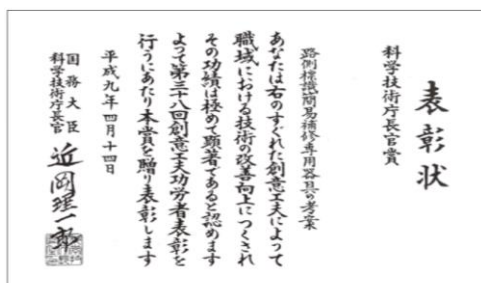 表彰状
科学技術庁長官賞
路側標識簡易補修専用器具の考案
あなたは右のすぐれた創意工夫によって
職域における技術の改善向上につくされ
その功績は極めて顕著であると認めます
よって第三十八回創意工夫功労者表彰を
行うにあたり本賞を贈り表彰します
平成九年四月十四日
国務大臣
科学技術庁長官
近岡理一郎